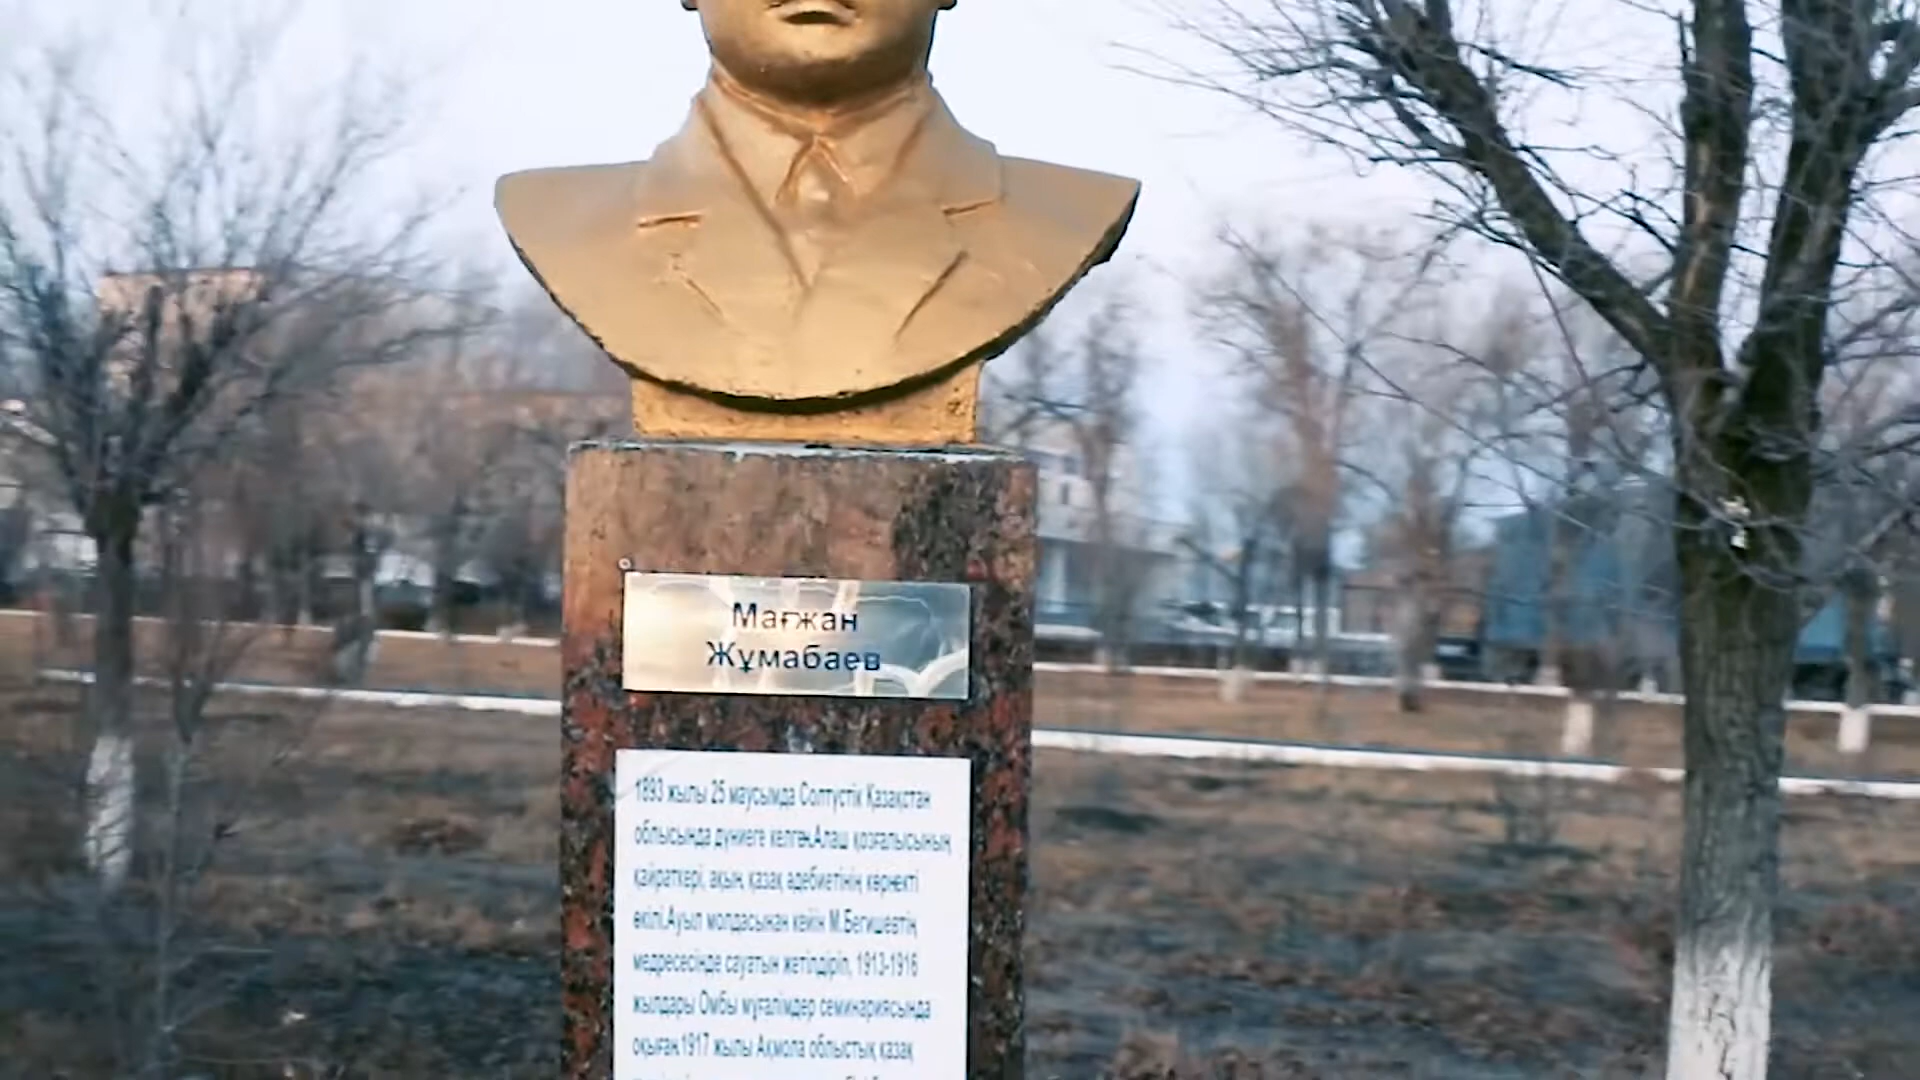 Мағжан
Жұмабаев
1893 жылы 25 маусымда Солтүстік Қазақстан
облысында дүниеге келген.Алаш қозғалысының
қайраткері, ақын, қазақ әдебиетінің көрнекті
өкілі.Ауыл молдасынан кейін М.Бегишевтің
медресесінде сауатын жетілдіріп, 1913-1916
жылдары Омбы мұғалімдер семинариясында
оқыған.1917 жылы Ақмола облыстық қазақ